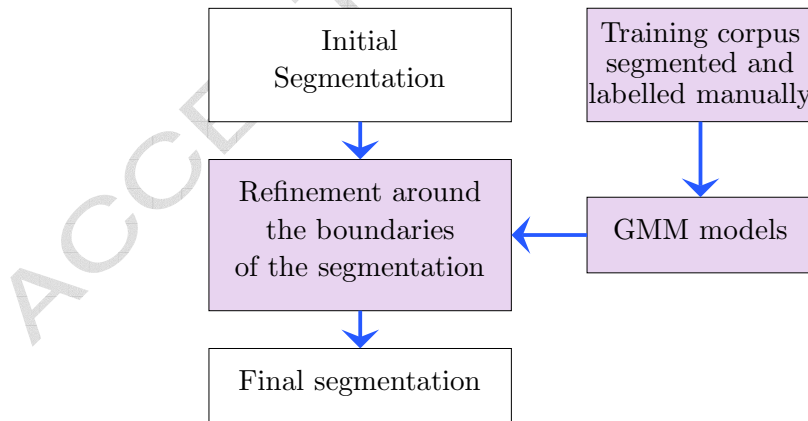 Initial
Segmentation
Training corpus
segmented and
labelled manually
Refinement around
the boundaries
of the segmentation
GMM models
Final segmentation